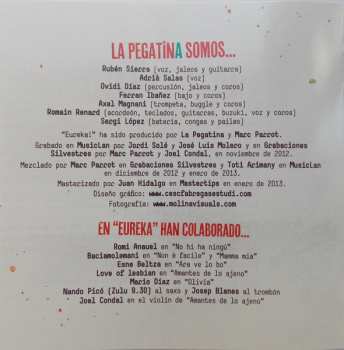 LA PEGATINA SOMOS...
Rubén Sierra (voz, jaleos y guitarra)
Adrià Salas (voz)
Ovidi Díaz (percusión, jaleos y coros)
Ferran Ibañez (bajo y coros)
Axel Magnani (trompeta, buggle y coros)
Romain Renard (acordeón, teclados, guitarras, buzuki, voz y coros)
Sergi López (batería, congas y pailas)
"Eureka!" ha sido producido por La Pegatina y Marc Parrot.
Grabado en MusicLan por Jordi Solé y José Luis Molero y en Grabaciones
Silvestres por Marc Parrot y Joel Condal, en noviembre de 2012.
Mezclado por Marc Parrot en Grabaciones Silvestres y Toti Arimany en MusicLan
en diciembre de 2012 y enero de 2013.
Masterizado por Juan Hidalgo en Mastertips en enero de 2013.
Diseño gráfico: www.cescfabregasestudi.com
Fotografía: www.molinavisuals.com
EN "EUREKA" HAN COLABORADO...
Romi Anauel en "No hi ha ningú"
Baciamolemani en "Non è facile" y "Mamma mia"
Esne Beltza en "Ara ve lo bo"
Love of lesbian en "Amantes de lo ajeno"
Mario Díaz en "Olivia"
Nando Picó (Zulu 9.30) al saxo y Josep Blanes al trombón
Joel Condal en el violín de "Amantes de lo ajeno"